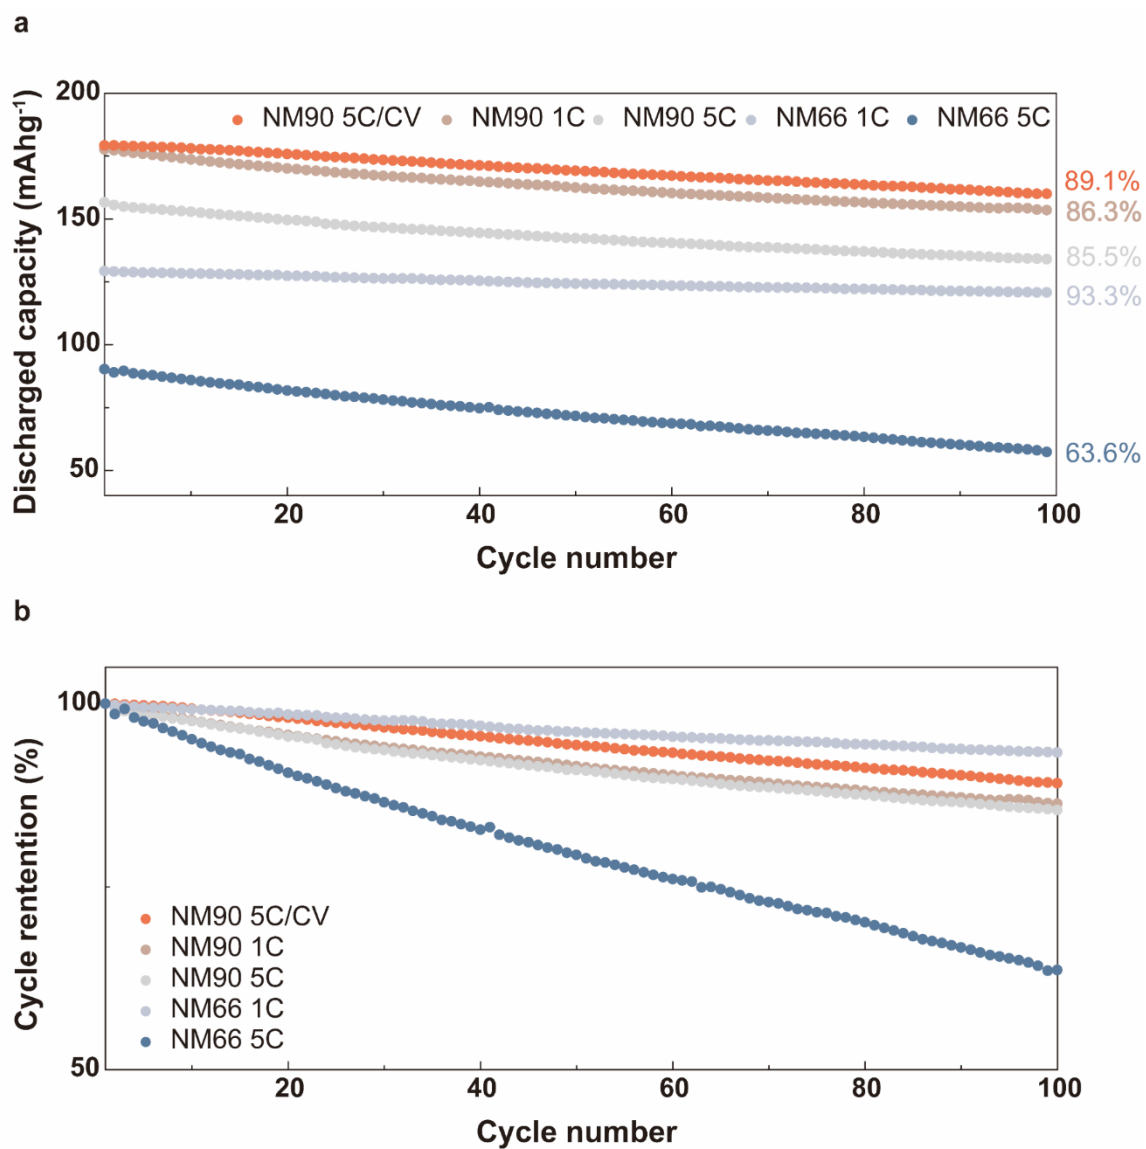 a
200
NM90 5C/CV NM90 1C NM90 5C NM66 1C NM66 5C
89.1%
86.3%
150
85.5%
93.3%
100
63.6%
50
Discharged capacity (mAhg⁻¹)
20 40 60 80 100
Cycle number
b
100
Cycle rentention (%)
NM90 5C/CV
NM90 1C
NM90 5C
NM66 1C
NM66 5C
50
20 40 60 80 100
Cycle number